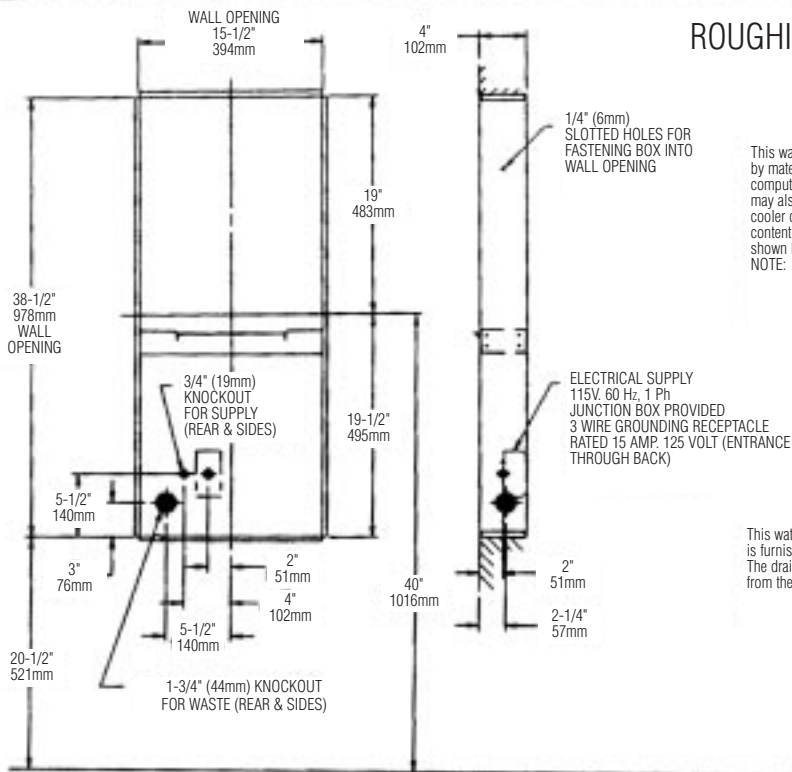 WALL OPENING
15-1/2"
394mm
4"
102mm
ROUGHI
1/4" (6mm)
SLOTTED HOLES FOR
FASTENING BOX INTO
WALL OPENING
This wa
by mate
comput
may als
cooler c
content
shown
NOTE:
19"
483mm
38-1/2"
978mm
WALL
OPENING
3/4" (19mm)
KNOCKOUT
FOR SUPPLY
(REAR & SIDES)
19-1/2"
495mm
ELECTRICAL SUPPLY
115V. 60 Hz, 1 Ph
JUNCTION BOX PROVIDED
3 WIRE GROUNDING RECEPTACLE
RATED 15 AMP. 125 VOLT (ENTRANCE
THROUGH BACK)
5-1/2"
140mm
3"
76mm
2"
51mm
4"
102mm
5-1/2"
140mm
40"
1016mm
2"
51mm
2-1/4"
57mm
This wat
is furnis
The drai
from the
20-1/2"
521mm
1-3/4" (44mm) KNOCKOUT
FOR WASTE (REAR & SIDES)